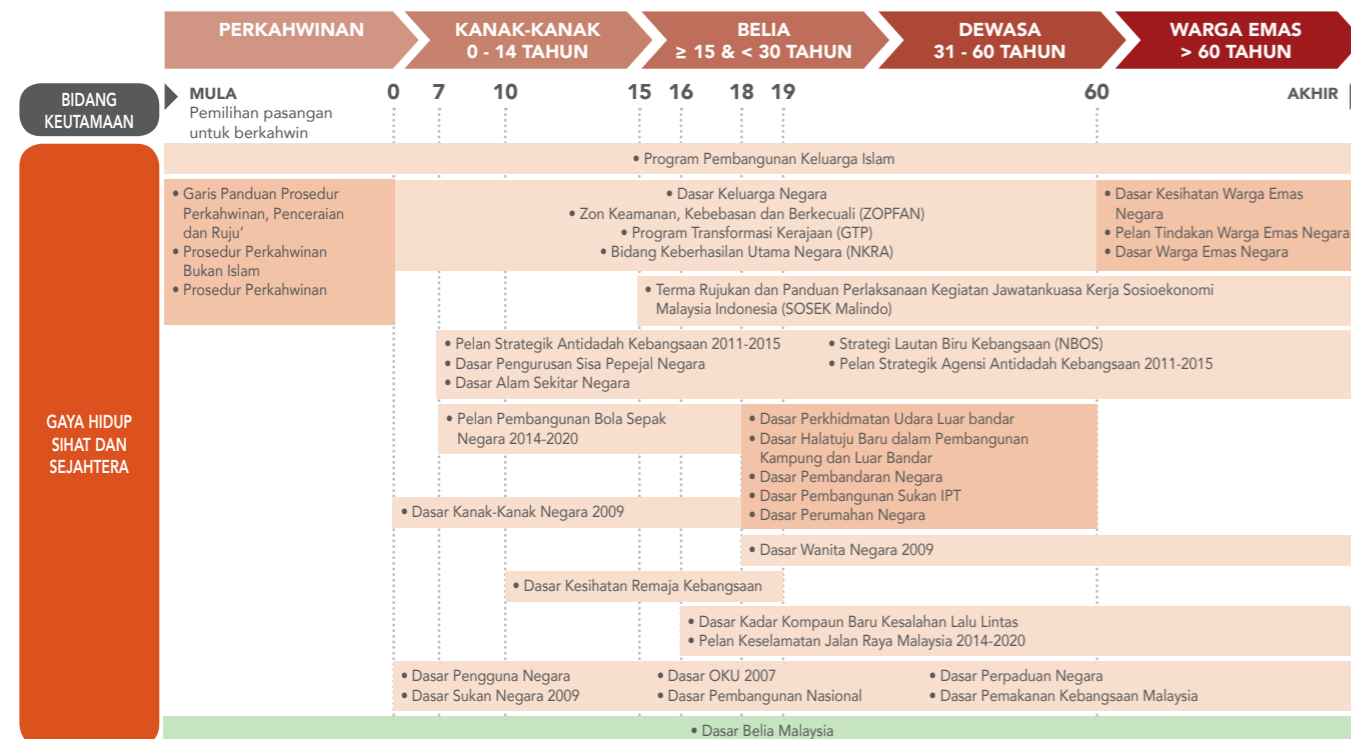 PERKAHWINAN
KANAK-KANAK
0 - 14 TAHUN
BELIA
≥ 15 & < 30 TAHUN
DEWASA
31 - 60 TAHUN
WARGA EMAS
> 60 TAHUN
BIDANG
KEUTAMAAN
MULA
Pemilihan pasangan
untuk berkahwin
0 7 10 15 16 18 19 60
AKHIR
GAYA HIDUP
SIHAT DAN
SEJAHTERA
• Program Pembangunan Keluarga Islam
• Garis Panduan Prosedur
Perkahwinan, Penceraian
dan Ruju’
• Prosedur Perkahwinan
Bukan Islam
• Prosedur Perkahwinan
• Dasar Keluarga Negara
• Zon Keamanan, Kebebasan dan Berkecuali (ZOPFAN)
• Program Transformasi Kerajaan (GTP)
• Bidang Keberhasilan Utama Negara (NKRA)
• Dasar Kesihatan Warga Emas
Negara
• Pelan Tindakan Warga Emas Negara
• Dasar Warga Emas Negara
• Terma Rujukan dan Panduan Perlaksanaan Kegiatan Jawatankuasa Kerja Sosioekonomi
Malaysia Indonesia (SOSEK Malindo)
• Pelan Strategik Antidadah Kebangsaan 2011-2015
• Dasar Pengurusan Sisa Pepejal Negara
• Dasar Alam Sekitar Negara
• Strategi Lautan Biru Kebangsaan (NBOS)
• Pelan Strategik Agensi Antidadah Kebangsaan 2011-2015
• Pelan Pembangunan Bola Sepak
Negara 2014-2020
• Dasar Perkhidmatan Udara Luar bandar
• Dasar Halatuju Baru dalam Pembangunan
Kampung dan Luar Bandar
• Dasar Pembandaran Negara
• Dasar Pembangunan Sukan IPT
• Dasar Perumahan Negara
• Dasar Kanak-Kanak Negara 2009
• Dasar Wanita Negara 2009
• Dasar Kesihatan Remaja Kebangsaan
• Dasar Kadar Kompaun Baru Kesalahan Lalu Lintas
• Pelan Keselamatan Jalan Raya Malaysia 2014-2020
• Dasar Pengguna Negara
• Dasar Sukan Negara 2009
• Dasar OKU 2007
• Dasar Pembangunan Nasional
• Dasar Perpaduan Negara
• Dasar Pemakanan Kebangsaan Malaysia
• Dasar Belia Malaysia